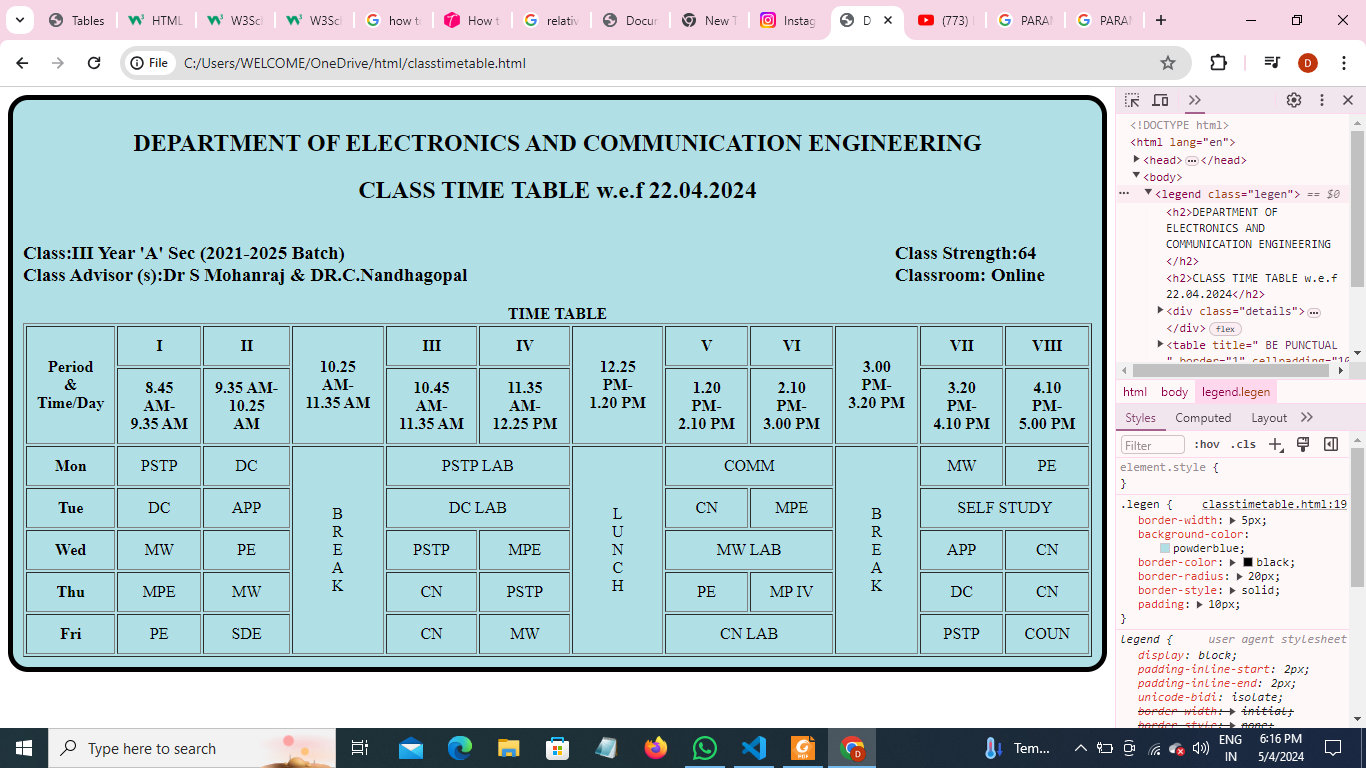 Tables
HTML
W3Sc
W3Sc
how to
How t
relativ
Docun
New T
Instag
D
(773)
PARAM
PARAM
File
C:/Users/WELCOME/OneDrive/html/classtimetable.html
D
DEPARTMENT OF ELECTRONICS AND COMMUNICATION ENGINEERING
CLASS TIME TABLE w.e.f 22.04.2024
Class:III Year 'A' Sec (2021-2025 Batch)
Class Strength:64
Class Advisor (s):Dr S Mohanraj & DR.C.Nandhagopal
Classroom: Online
TIME TABLE
Period
&
Time/Day
I
II
10.25
AM-
11.35 AM
III
IV
12.25
PM-
1.20 PM
V
VI
3.00
PM-
3.20 PM
VII
VIII
8.45
AM-
9.35 AM
9.35 AM-
10.25
AM
10.45
AM-
11.35 AM
11.35
AM-
12.25 PM
1.20
PM-
2.10 PM
2.10
PM-
3.00 PM
3.20
PM-
4.10 PM
4.10
PM-
5.00 PM
Mon
PSTP
DC
B
R
E
A
K
PSTP LAB
L
U
N
C
H
COMM
B
R
E
A
K
MW
PE
Tue
DC
APP
DC LAB
CN
MPE
SELF STUDY
Wed
MW
PE
PSTP
MPE
MW LAB
APP
CN
Thu
MPE
MW
CN
PSTP
PE
MP IV
DC
CN
Fri
PE
SDE
CN
MW
CN LAB
PSTP
COUN
<!DOCTYPE html>
<html lang="en">
<head> ••• </head>
<body>
••• <legend class="legen"> == $0
<h2>DEPARTMENT OF
ELECTRONICS AND
COMMUNICATION ENGINEERING
</h2>
<h2>CLASS TIME TABLE w.e.f
22.04.2024</h2>
<div class="details"> •••
</div> flex
<table title=" BE PUNCTUAL
" border="1" cellpadding="10
html body legend.legen
Styles Computed Layout
Filter :hov .cls
element.style {
}
.legen { classtimetable.html:19
border-width: 5px;
background-color:
powderblue;
border-color: black;
border-radius: 20px;
border-style: solid;
padding: 10px;
}
legend { user agent stylesheet
display: block;
padding-inline-start: 2px;
padding-inline-end: 2px;
unicode-bidi: isolate;
border-width: initial;
border-style: none;
Type here to search
PDF
D
Tem...
ENG
IN
6:16 PM
5/4/2024